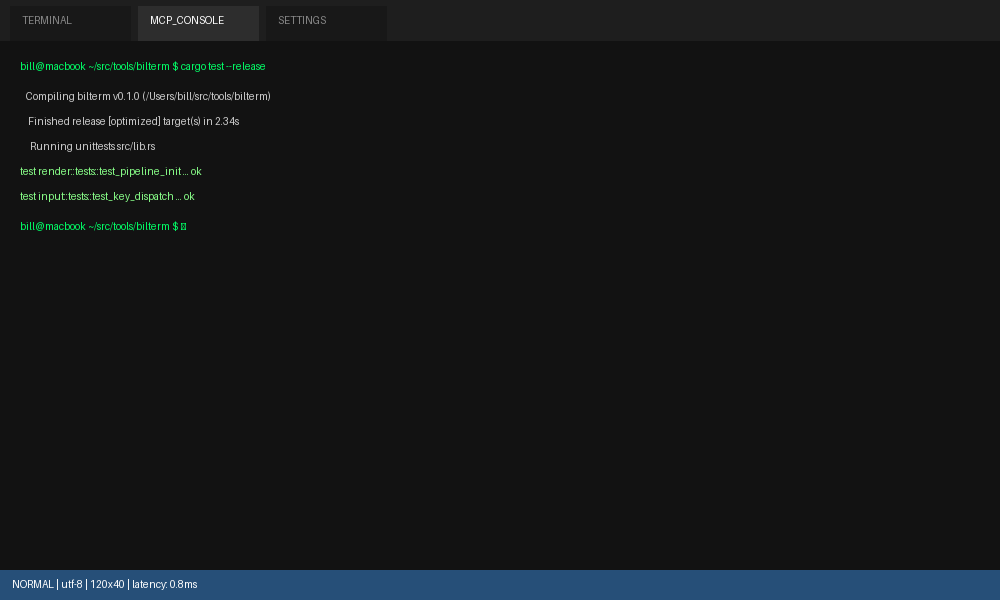 TERMINAL MCP_CONSOLE SETTINGS
bill@macbook ~/src/tools/bilterm $ cargo test --release
Compiling bilterm v0.1.0 (/Users/bill/src/tools/bilterm)
Finished release [optimized] target(s) in 2.34s
Running unittests src/lib.rs
test render::tests::test_pipeline_init ... ok
test input::tests::test_key_dispatch ... ok
bill@macbook ~/src/tools/bilterm $
NORMAL | utf-8 | 120x40 | latency: 0.8ms